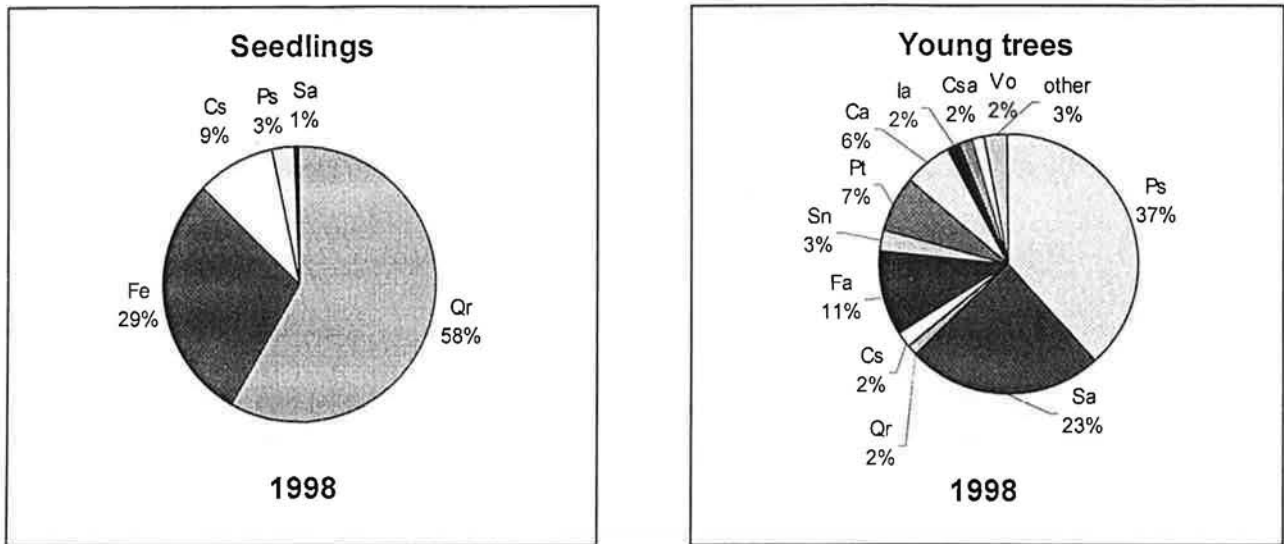 Seedlings
Cs
9%
Ps
3%
Sa
1%
Fe
29%
Qr
58%
1998
Young trees
Ca
6%
Ia
2%
Csa
2%
Vo
2%
other
3%
Pt
7%
Ps
37%
Sn
3%
Fa
11%
Cs
2%
Qr
2%
Sa
23%
1998